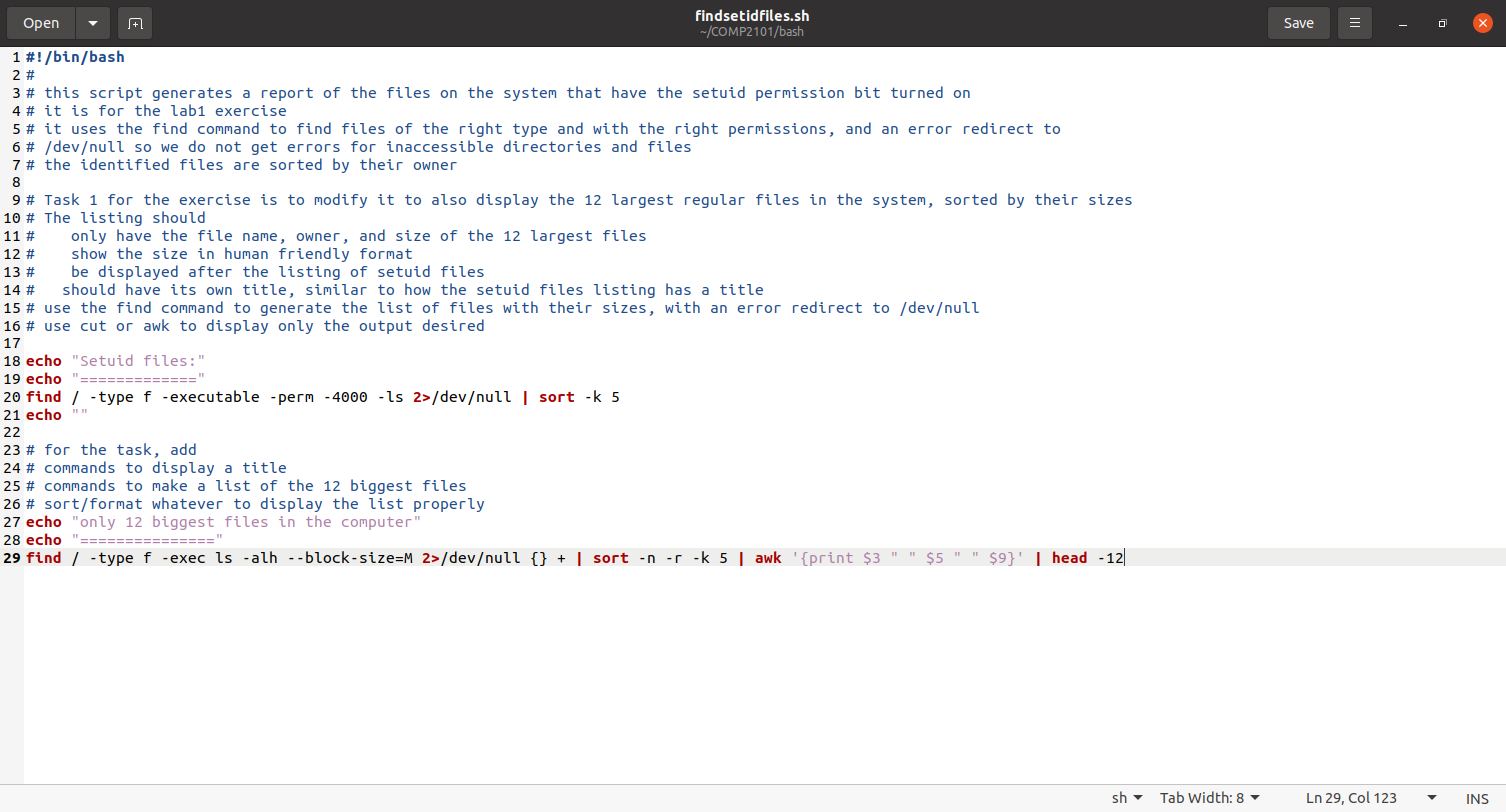 Open
findsetidfiles.sh
~/COMP2101/bash
Save
1 #!/bin/bash
2 #
3 # this script generates a report of the files on the system that have the setuid permission bit turned on
4 # it is for the lab1 exercise
5 # it uses the find command to find files of the right type and with the right permissions, and an error redirect to
6 # /dev/null so we do not get errors for inaccessible directories and files
7 # the identified files are sorted by their owner
8
9 # Task 1 for the exercise is to modify it to also display the 12 largest regular files in the system, sorted by their sizes
10 # The listing should
11 #    only have the file name, owner, and size of the 12 largest files
12 #    show the size in human friendly format
13 #    be displayed after the listing of setuid files
14 #   should have its own title, similar to how the setuid files listing has a title
15 # use the find command to generate the list of files with their sizes, with an error redirect to /dev/null
16 # use cut or awk to display only the output desired
17
18 echo "Setuid files:"
19 echo "============="
20 find / -type f -executable -perm -4000 -ls 2>/dev/null | sort -k 5
21 echo ""
22
23 # for the task, add
24 # commands to display a title
25 # commands to make a list of the 12 biggest files
26 # sort/format whatever to display the list properly
27 echo "only 12 biggest files in the computer"
28 echo "==============="
29 find / -type f -exec ls -alh --block-size=M 2>/dev/null {} + | sort -n -r -k 5 | awk '{print $3 " " $5 " " $9}' | head -12
sh
Tab Width: 8
Ln 29, Col 123
INS